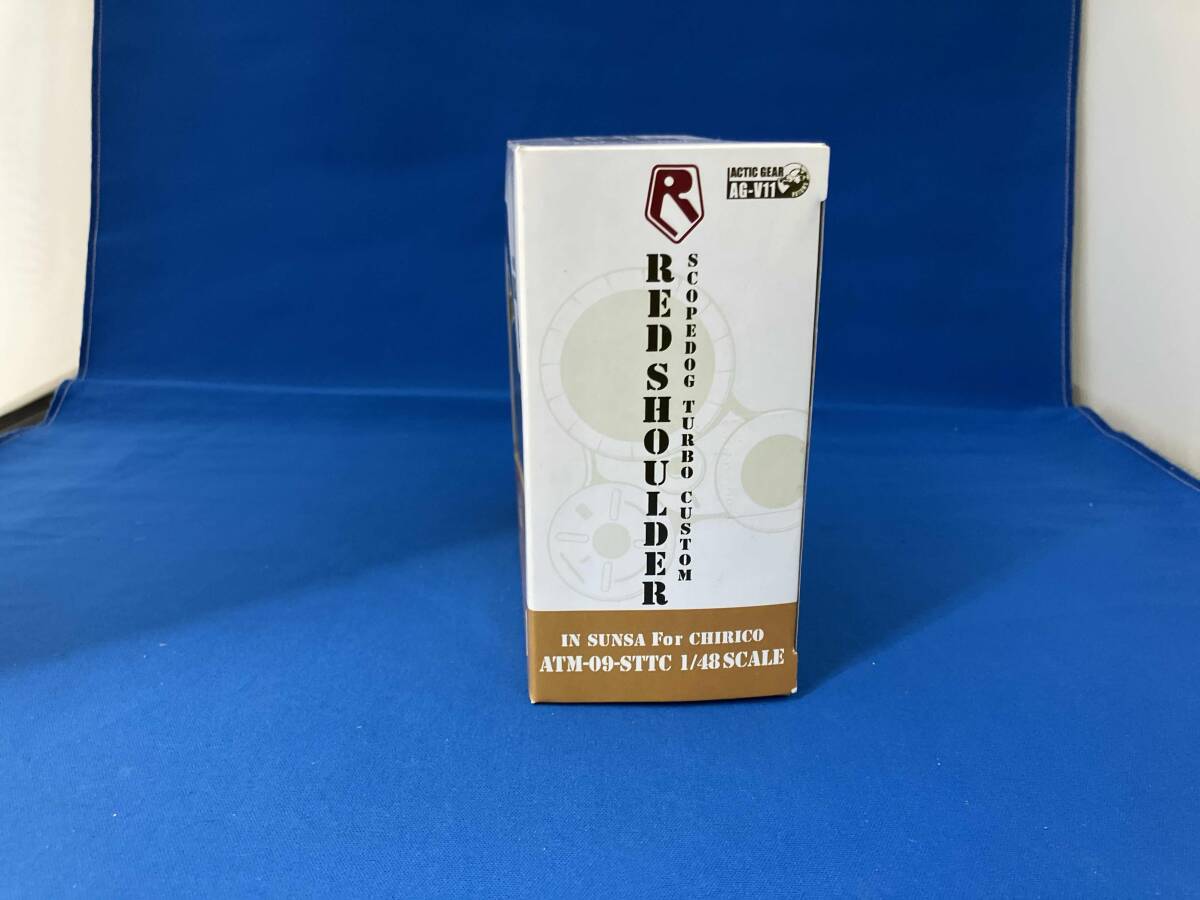 R
ACTIC GEAR
AG-V11
RED SHOULDER
SCOPEDOG TURBO CUSTOM
IN SUNSA For CHIRICO
ATM-09-STTC 1/48 SCALE